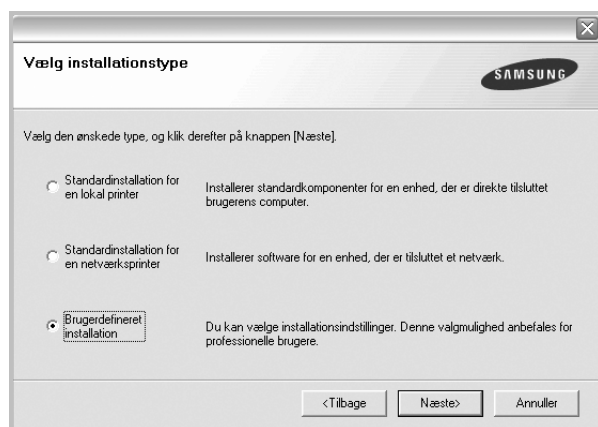 Vælg installationstype
SAMSUNG
Vælg den ønskede type, og klik derefter på knappen [Næste].
Standardinstallation for
en lokal printer
Installerer standardkomponenter for en enhed, der er direkte tilsluttet
brugerens computer.
Standardinstallation for
en netværksprinter
Installerer software for en enhed, der er tilsluttet et netværk.
Brugerdefineret
installation
Du kan vælge installationsindstillinger. Denne valgmulighed anbefales for
professionelle brugere.
<Tilbage
Næste>
Annuller